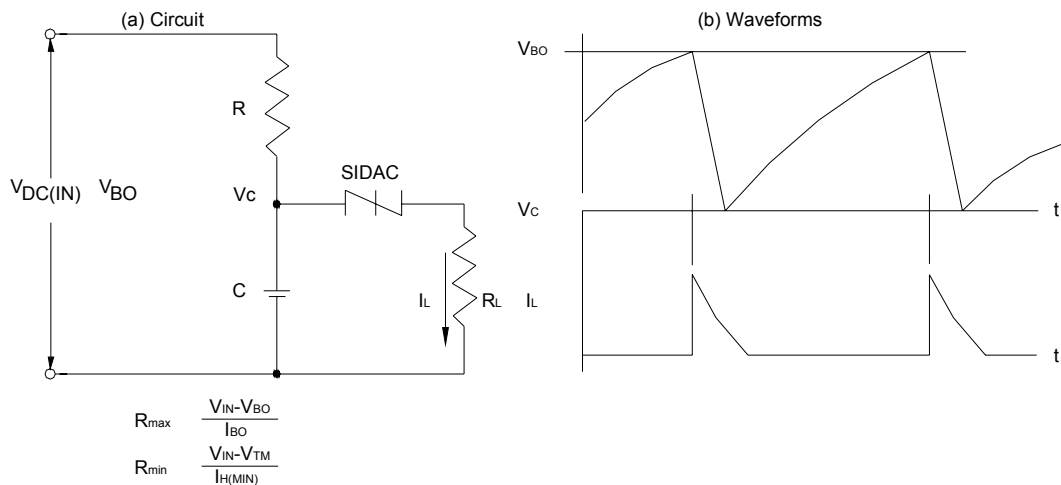 (a) Circuit
R
SIDAC
VDC(IN) VBO
Vc
C
IL
RL
Rmax VIN-VBO
IBO
Rmin VIN-VTM
IH(MIN)
(b) Waveforms
VBO
VC
t
IL
t